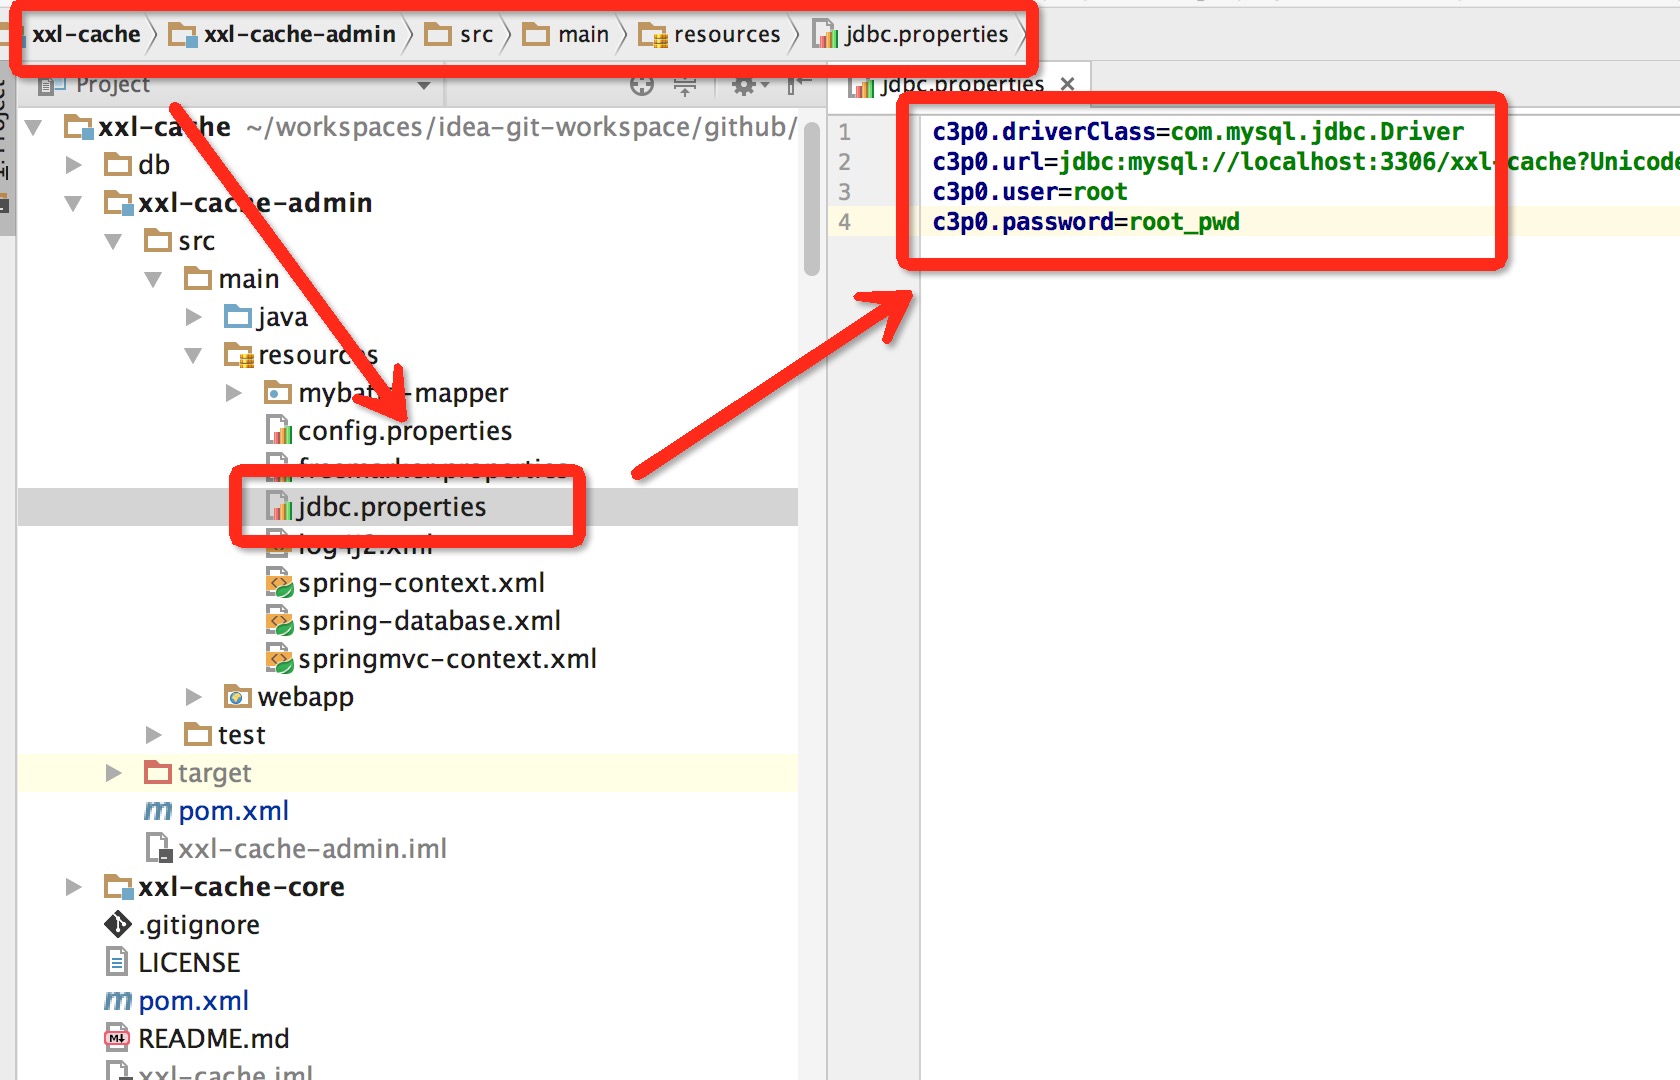 xxl-cache xxl-cache-admin src main resources jdbc.properties
Project
jdbc.properties
xxl-cache ~/workspaces/idea-git-workspace/github/
db
xxl-cache-admin
src
main
java
resources
mybatis-mapper
config.properties
freemarker.properties
jdbc.properties
log4j2.xml
spring-context.xml
spring-database.xml
springmvc-context.xml
webapp
test
target
pom.xml
xxl-cache-admin.iml
xxl-cache-core
.gitignore
LICENSE
pom.xml
README.md
xxl-cache.iml
1 c3p0.driverClass=com.mysql.jdbc.Driver
2 c3p0.url=jdbc:mysql://localhost:3306/xxl-cache?Unicode
3 c3p0.user=root
4 c3p0.password=root_pwd